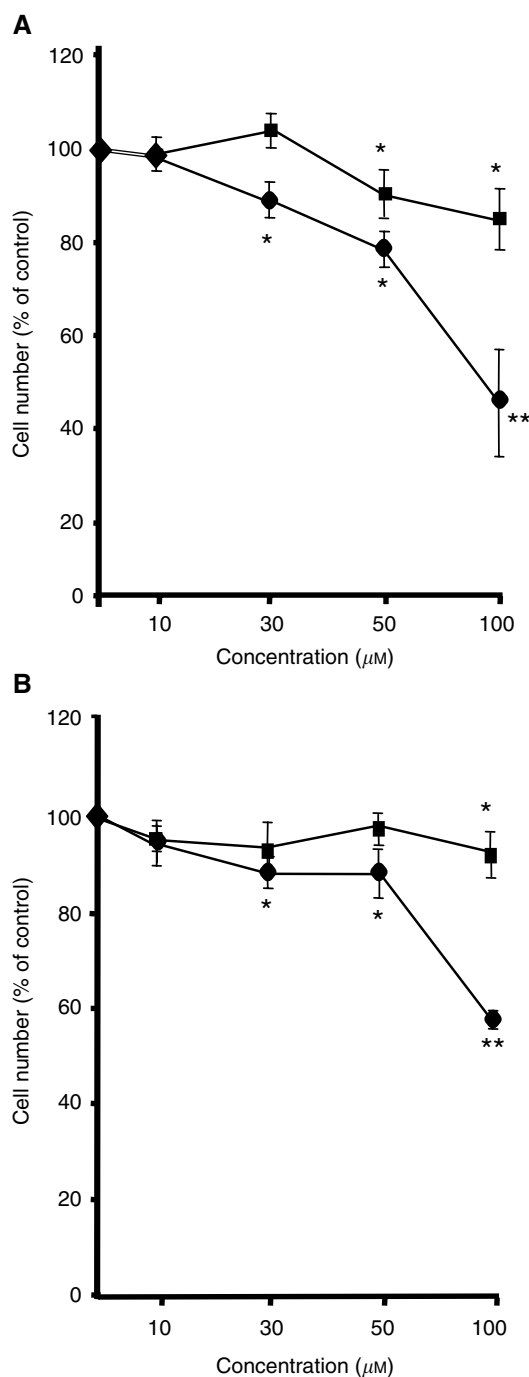 A
120
100
80
60
40
20
0
Cell number (% of control)
*
*
*
*
**
10 30 50 100
Concentration (μM)
B
120
100
80
60
40
20
0
Cell number (% of control)
*
*
*
**
10 30 50 100
Concentration (μM)